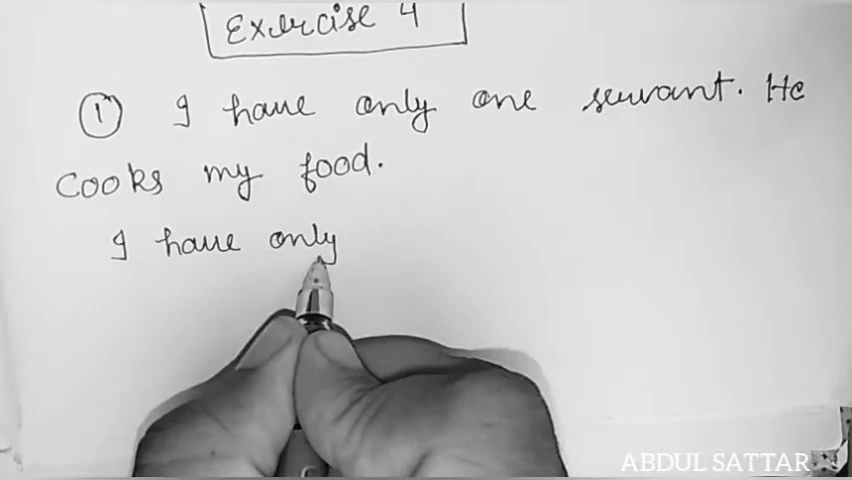 Exercise 4
① I have only one servant. He
Cooks my food.
I have only
ABDUL SATTAR